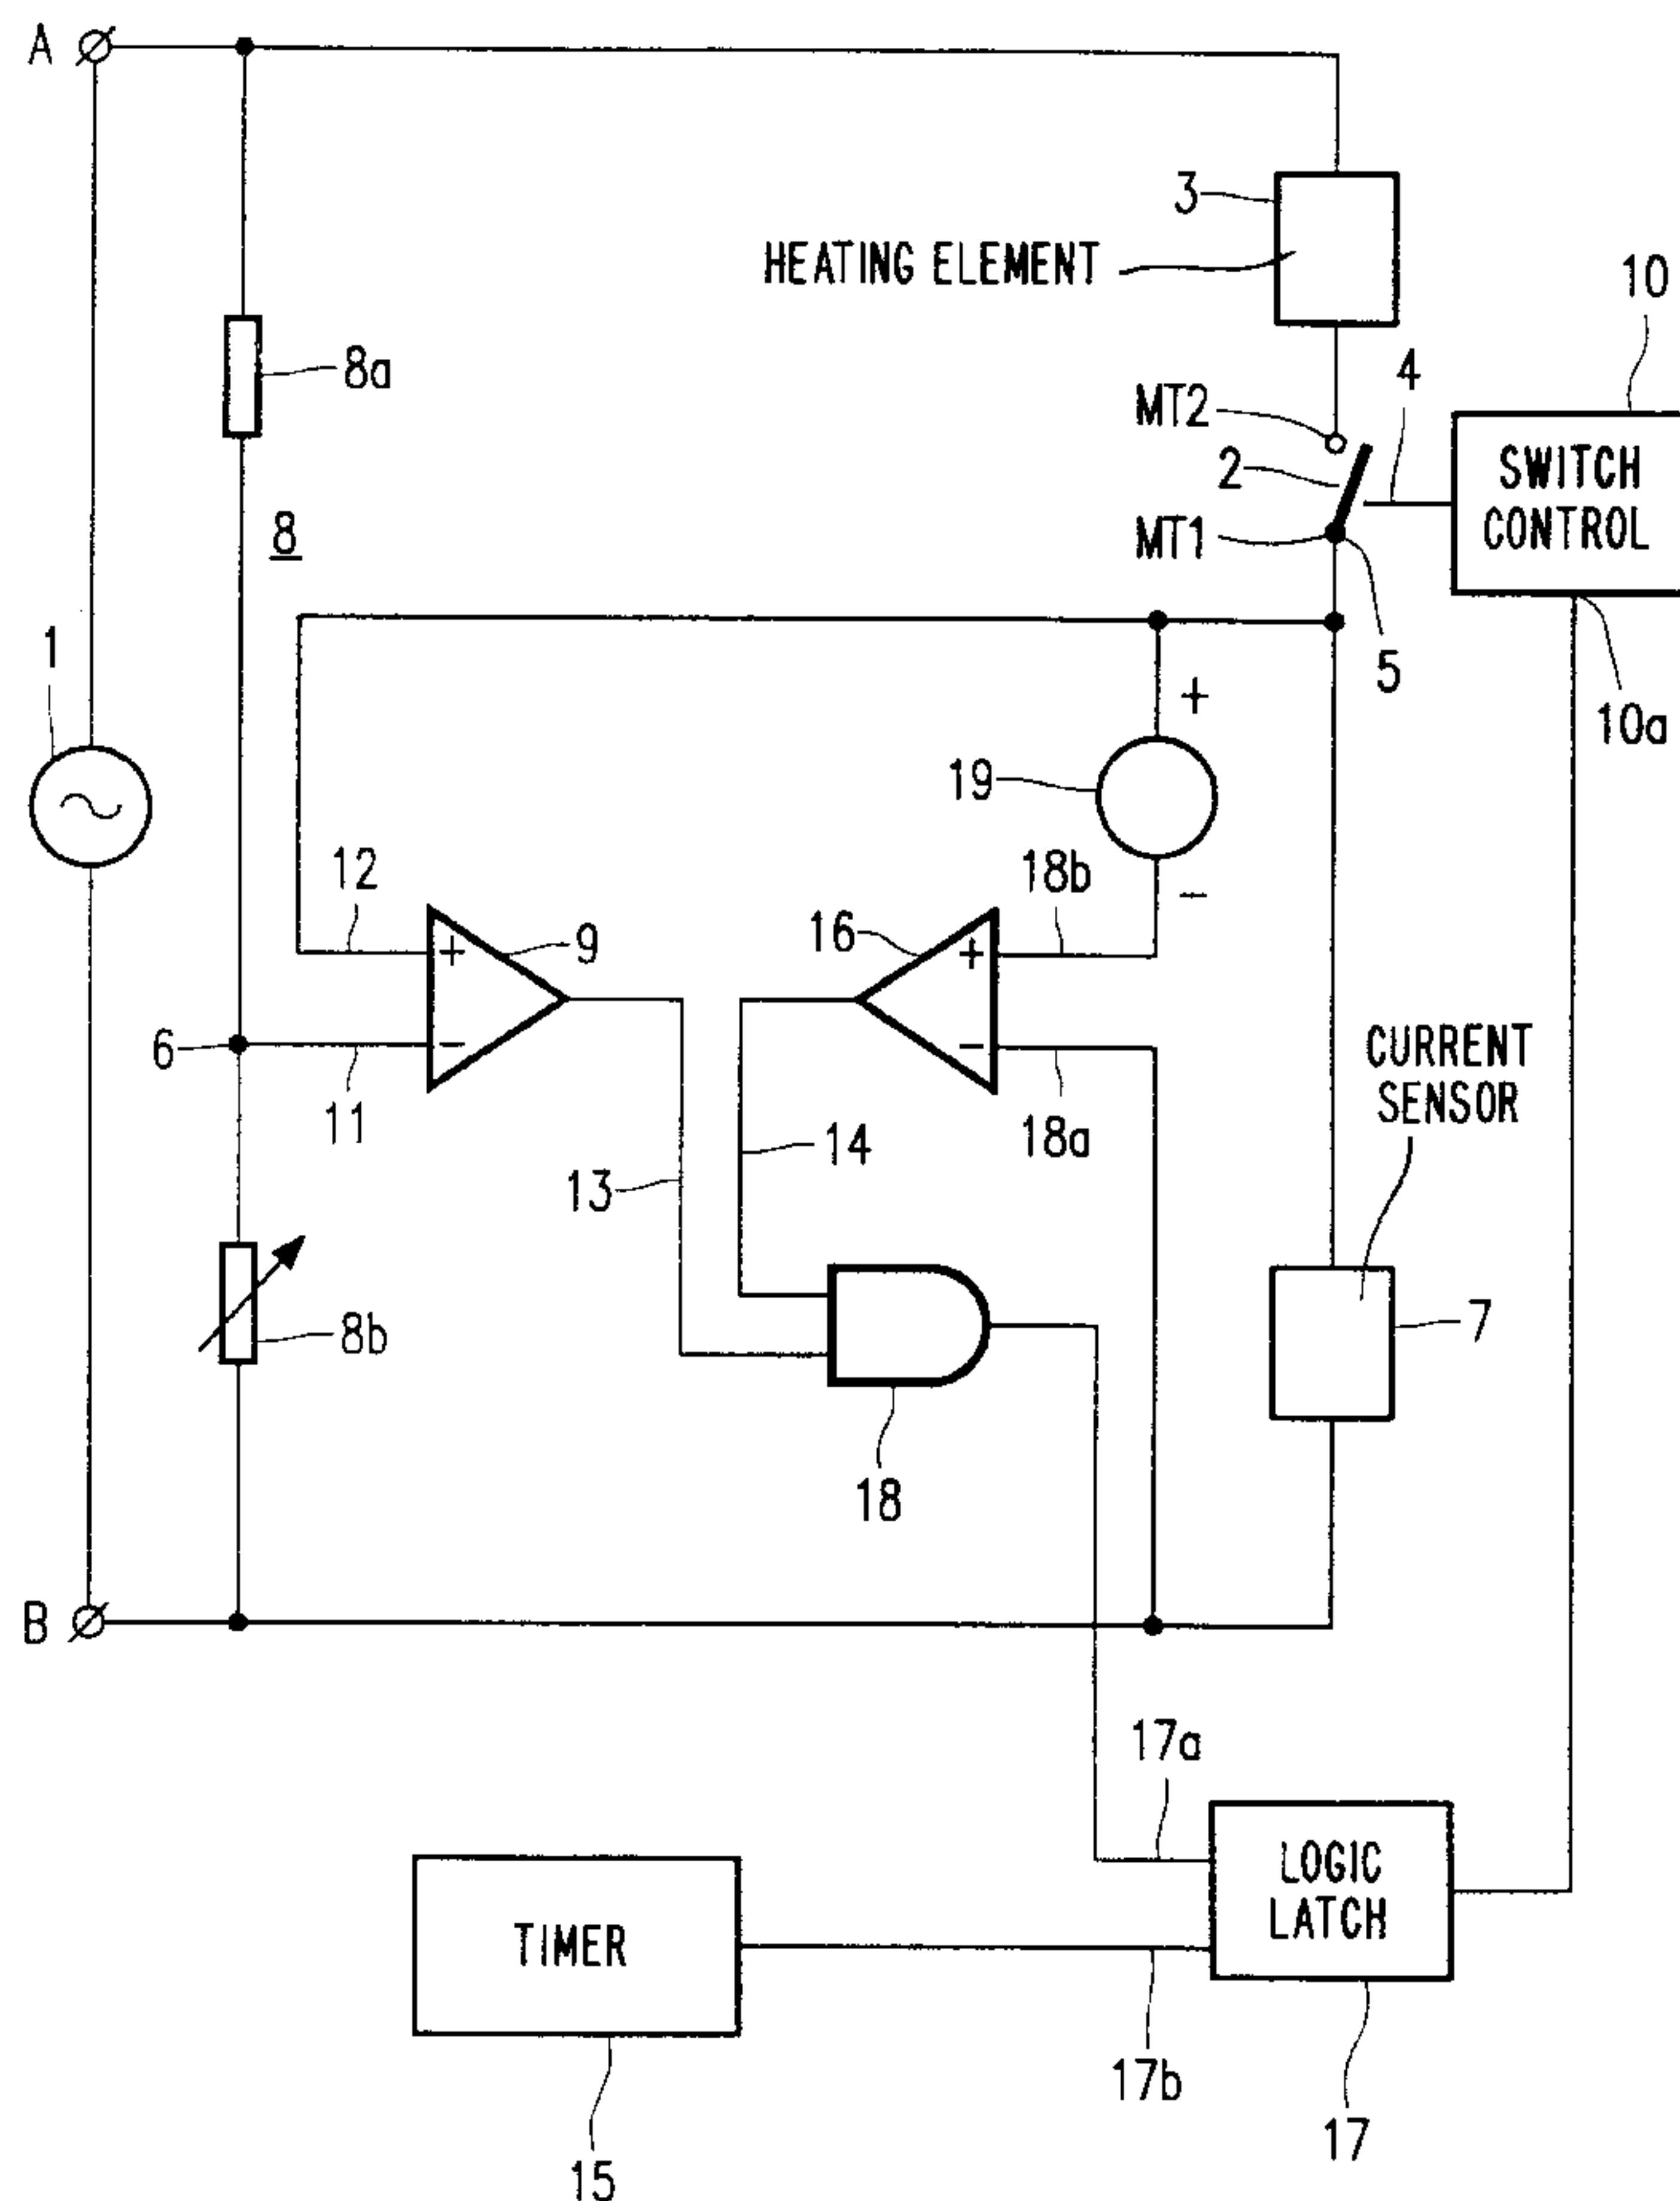 A
3
HEATING ELEMENT
10
8a
4
MT2
2
SWITCH
CONTROL
8
MT1
1
5
10a
+
19
12
18b
−
16
9
+
+
6
−
−
CURRENT
SENSOR
11
18a
14
13
7
8b
18
B
17a
LOGIC
LATCH
TIMER
17b
17
15